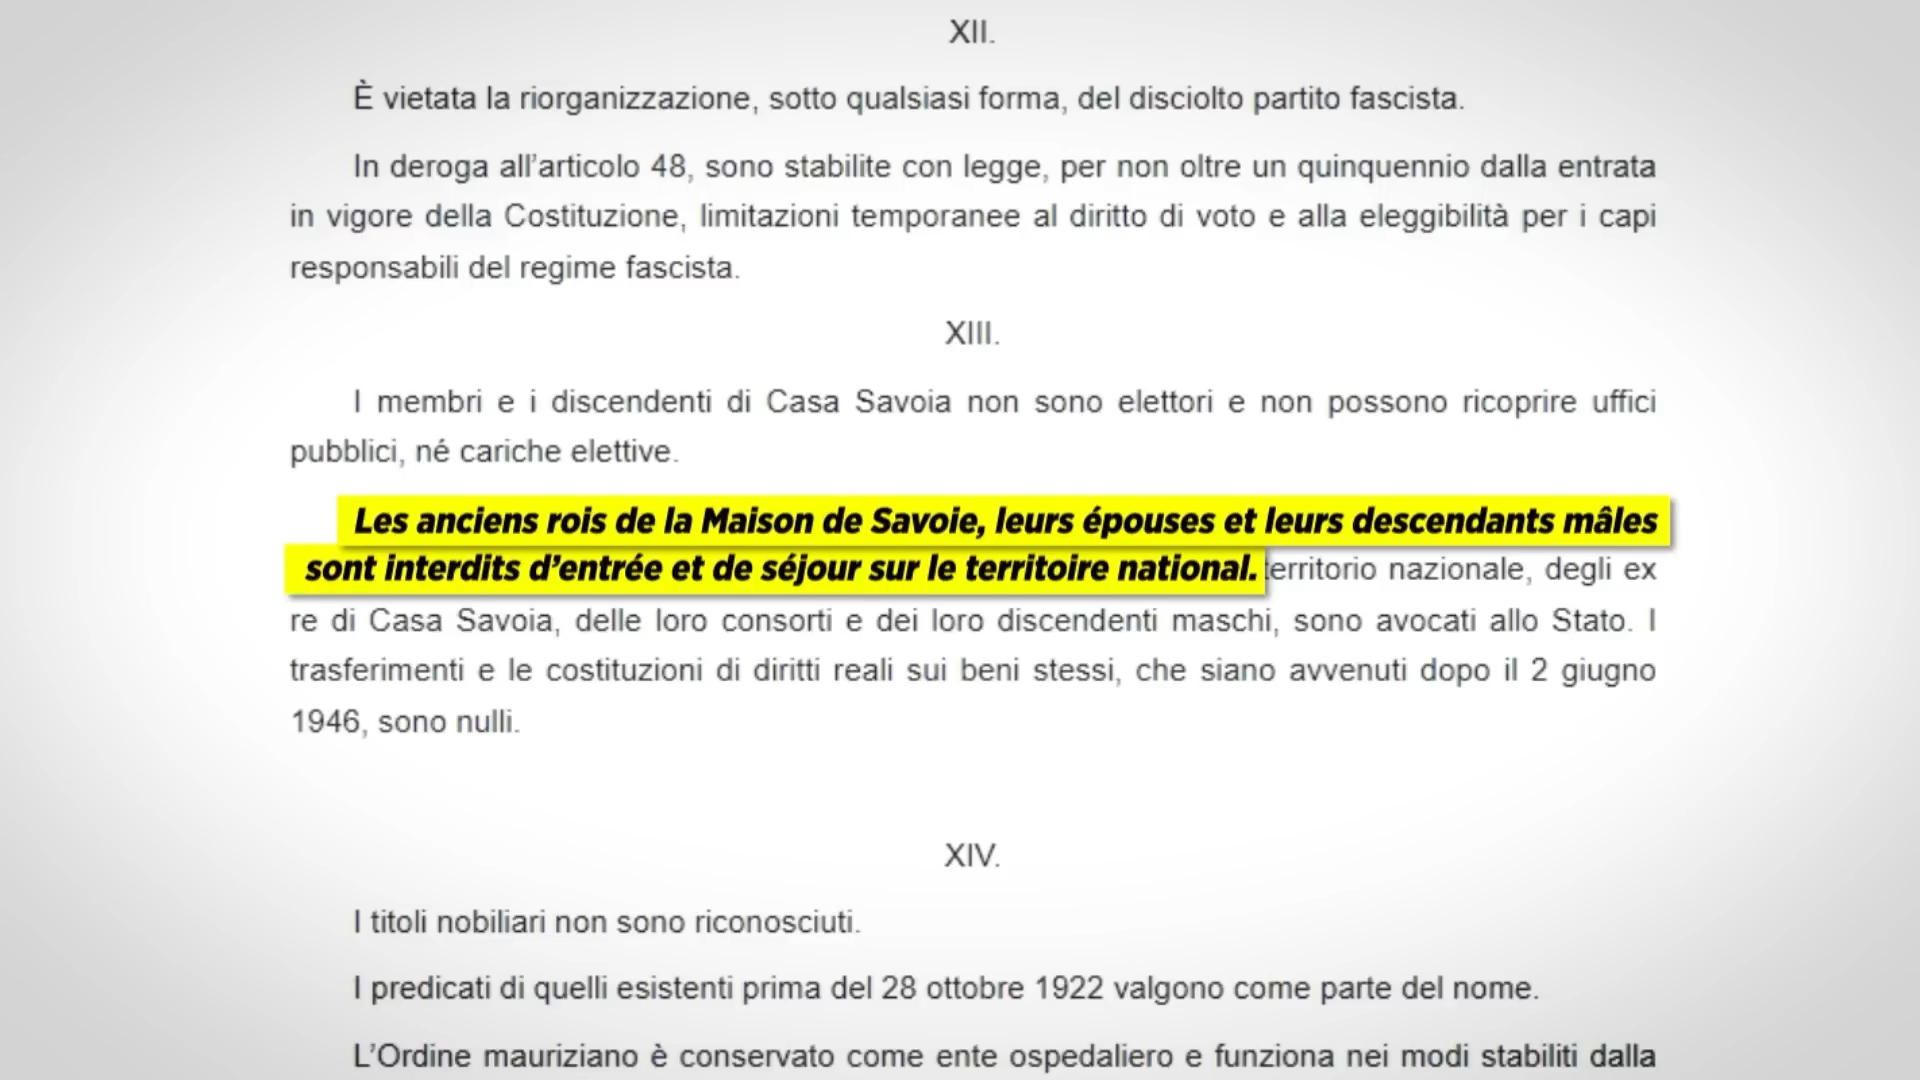 XII.
È vietata la riorganizzazione, sotto qualsiasi forma, del disciolto partito fascista.
In deroga all'articolo 48, sono stabilite con legge, per non oltre un quinquennio dalla entrata
in vigore della Costituzione, limitazioni temporanee al diritto di voto e alla eleggibilità per i capi
responsabili del regime fascista.
XIII.
I membri e i discendenti di Casa Savoia non sono elettori e non possono ricoprire uffici
pubblici, né cariche elettive.
Les anciens rois de la Maison de Savoie, leurs épouses et leurs descendants mâles
sont interdits d'entrée et de séjour sur le territoire national. territorio nazionale, degli ex
re di Casa Savoia, delle loro consorti e dei loro discendenti maschi, sono avocati allo Stato. I
trasferimenti e le costituzioni di diritti reali sui beni stessi, che siano avvenuti dopo il 2 giugno
1946, sono nulli.
XIV.
I titoli nobiliari non sono riconosciuti.
I predicati di quelli esistenti prima del 28 ottobre 1922 valgono come parte del nome.
L'Ordine mauriziano è conservato come ente ospedaliero e funziona nei modi stabiliti dalla